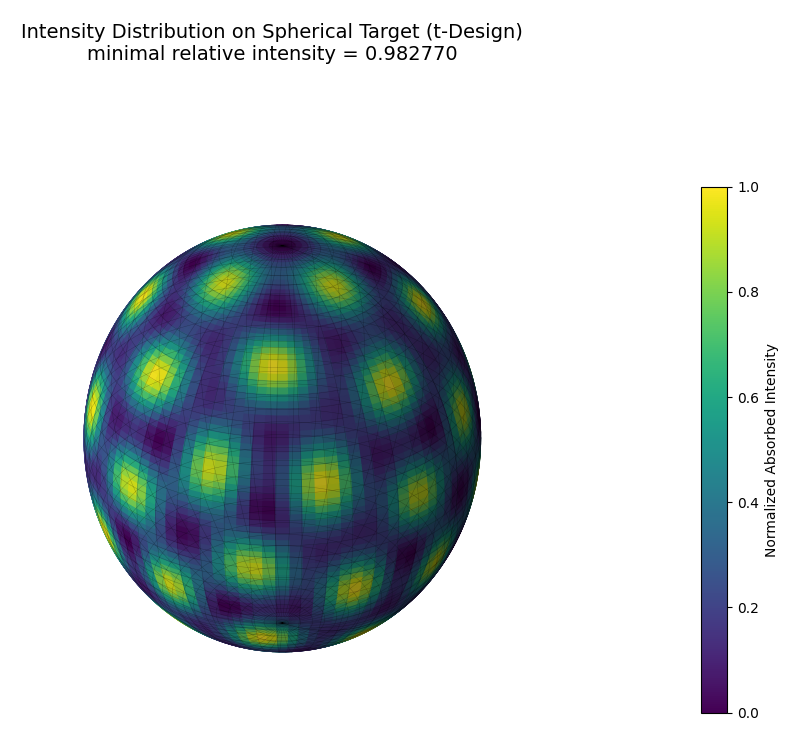 Intensity Distribution on Spherical Target (t-Design)
minimal relative intensity = 0.982770
1.0
0.8
0.6
0.4
0.2
0.0
Normalized Absorbed Intensity